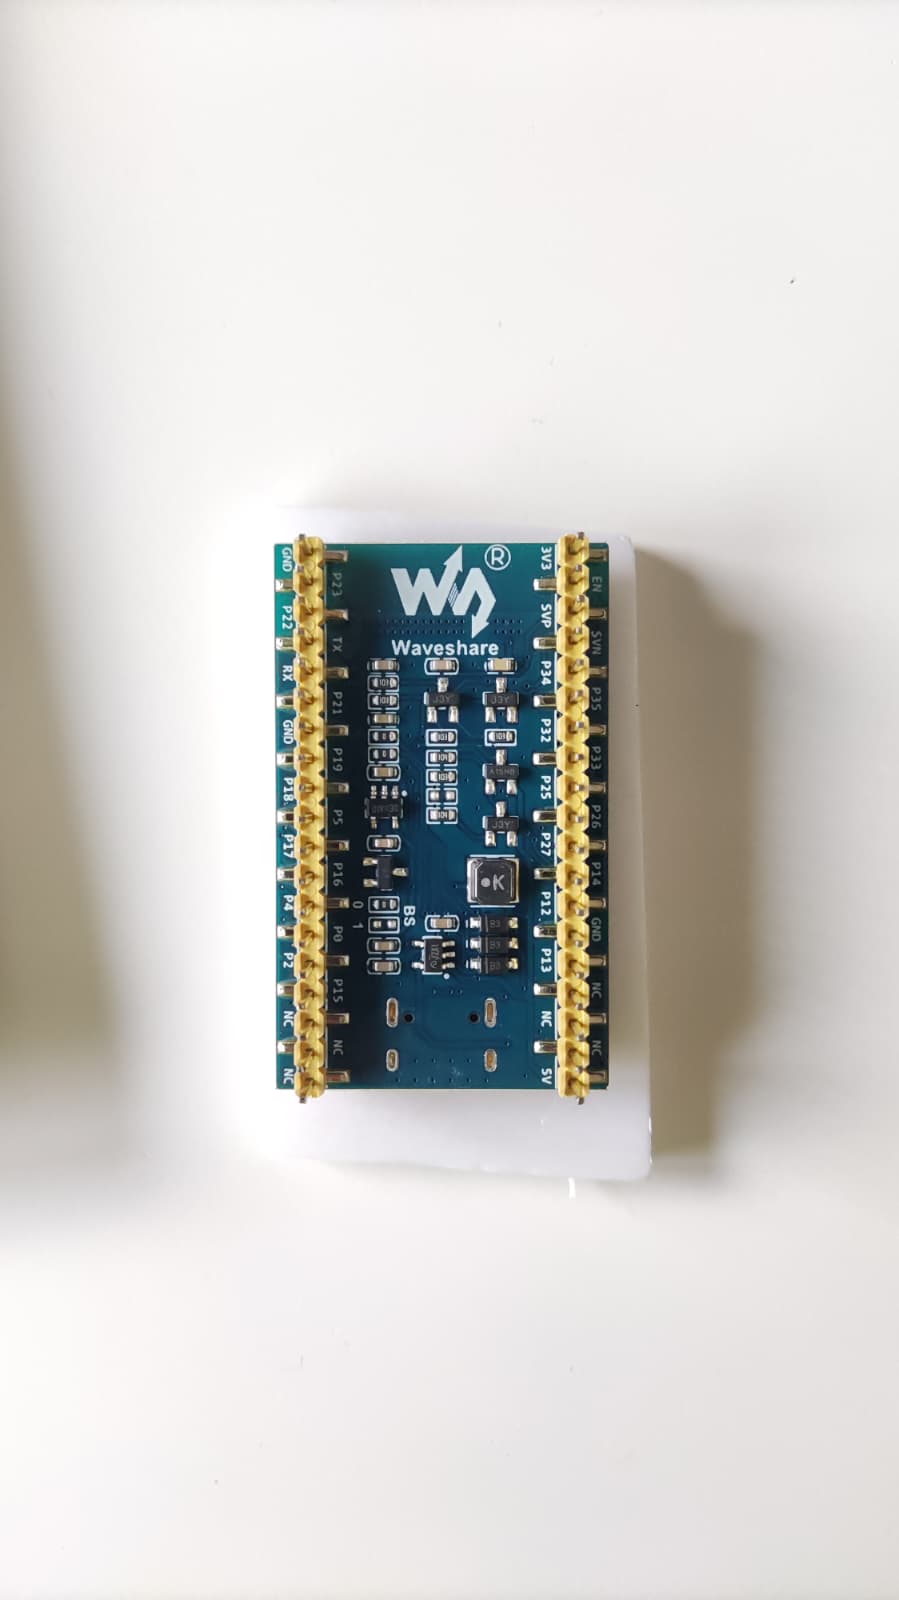 GND
P23
P22
TX
RX
P21
GND
P19
P18
P5
P17
P16
P4
P0
P2
P15
NC
NC
NC
®
Waveshare
J3Y
J3Y
J3Y
K
B3
B3
B3
BS
0
1
3V3
EN
SVP
SVN
P34
P35
P32
P33
P25
P26
P27
P14
P12
GND
P13
NC
NC
NC
5V